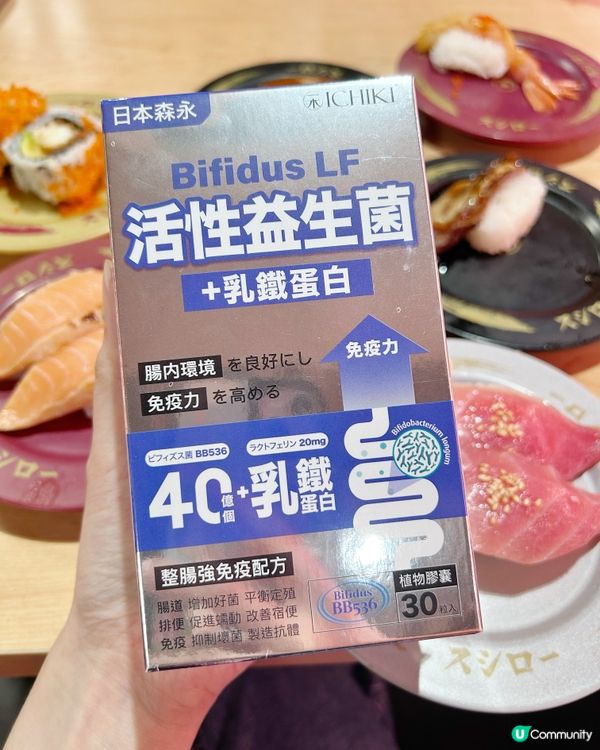 日本森永
ICHIKI
Bifidus LF
活性益生菌
+乳鐵蛋白
腸內環境 を良好にし
免疫力 を高める
免疫力
ビフィズス菌 BB536
ラクトフェリン 20mg
Bifidobacterium longum
40億個+乳鐵蛋白
整腸強免疫配方
腸道 增加好菌 平衡定殖
排便 促進蠕動 改善宿便
免疫 抑制壞菌 製造抗體
Bifidus
BB536
植物膠囊
30粒入
スシロー
スシロー
スシロー
U Community